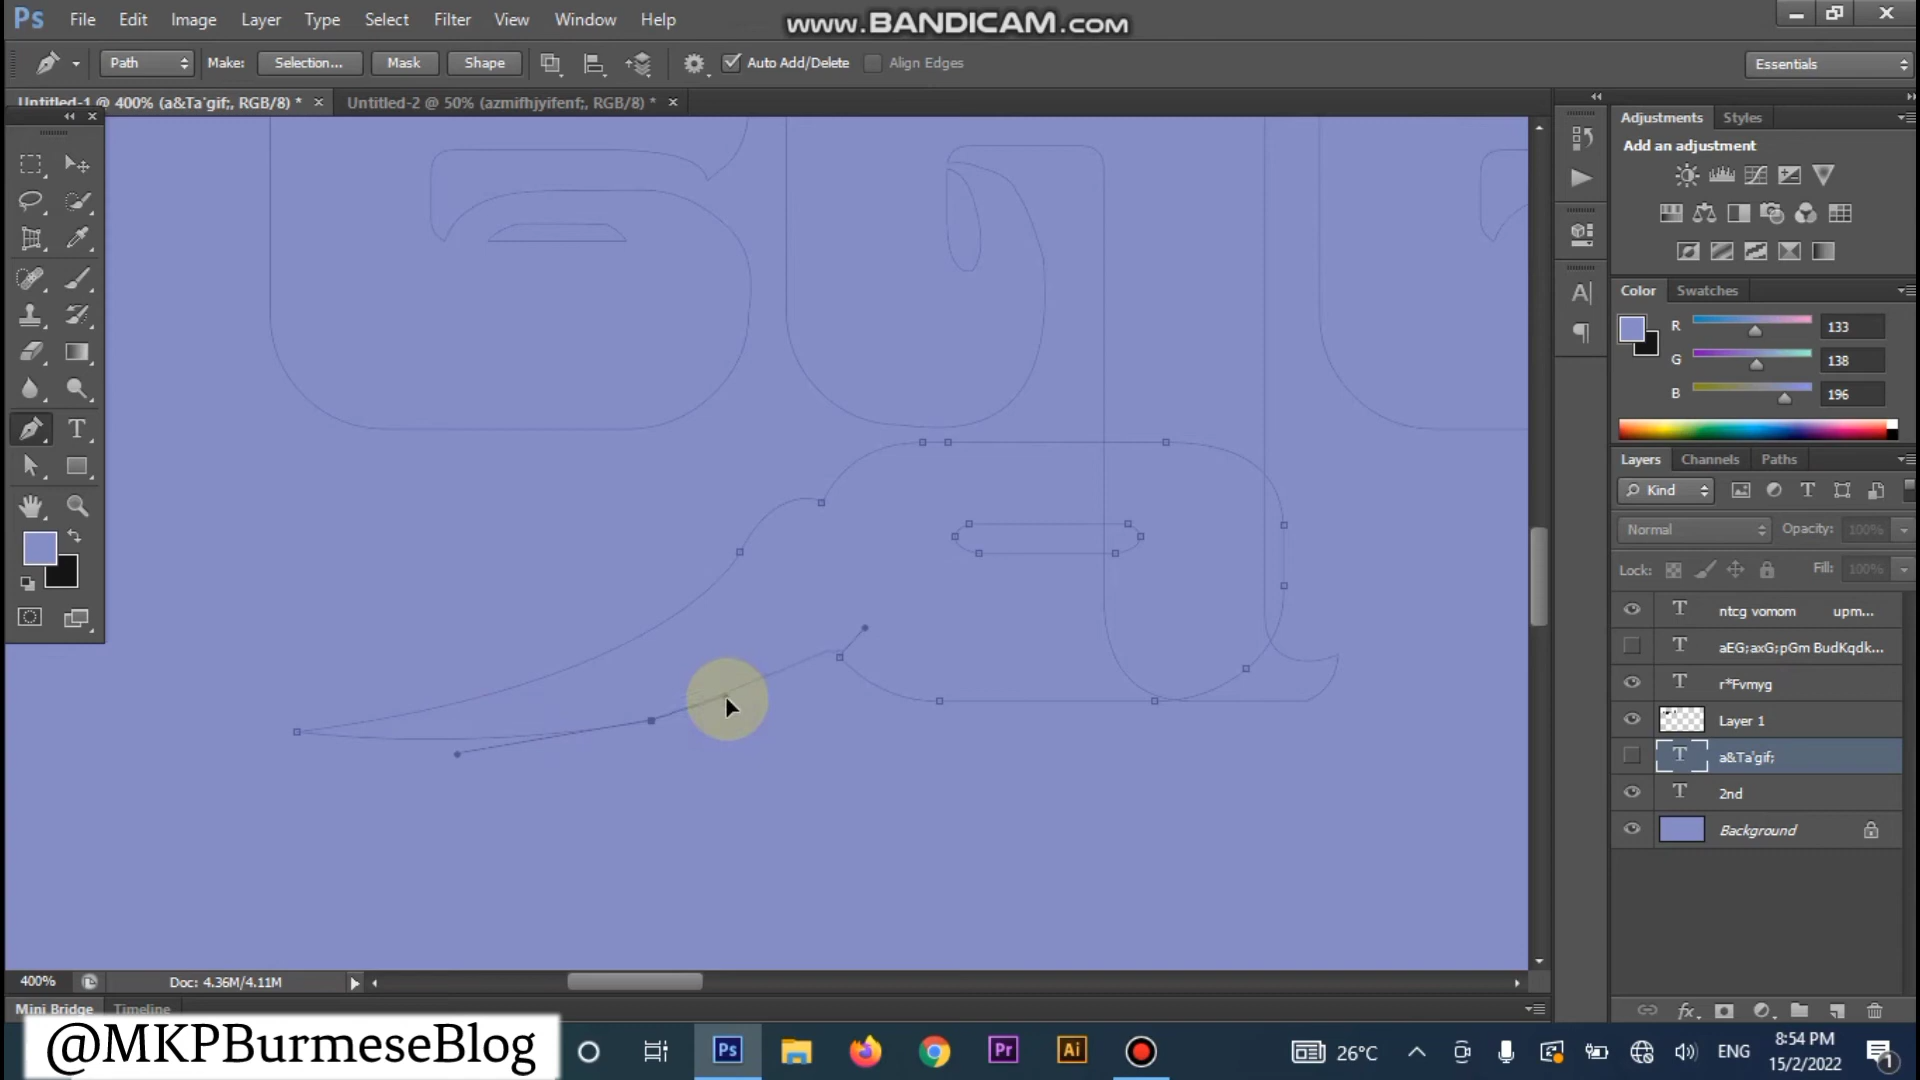 Ps File Edit Image Layer Type Select Filter View Window Help
www.BANDICAM.com
Path Make: Selection... Mask Shape Auto Add/Delete Align Edges Essentials
Untitled-1 @ 400% (a&Ta'gif;, RGB/8) * × Untitled-2 @ 50% (azmifhjyifenf;, RGB/8) * ×
Adjustments Styles
Add an adjustment
Color Swatches
R 133
G 138
B 196
Layers Channels Paths
Kind
Normal Opacity: 100%
Lock: Fill: 100%
T ntcg vomom upm...
T aEG;axG;pGm BudKqdk...
T r*Fvmyg
Layer 1
T a&Ta'gif;
T 2nd
Background
400% Doc: 4.36M/4.11M
Mini Bridge Timeline
@MKPBurmeseBlog
Ps Pr Ai 26°C ENG 8:54 PM
15/2/2022
1